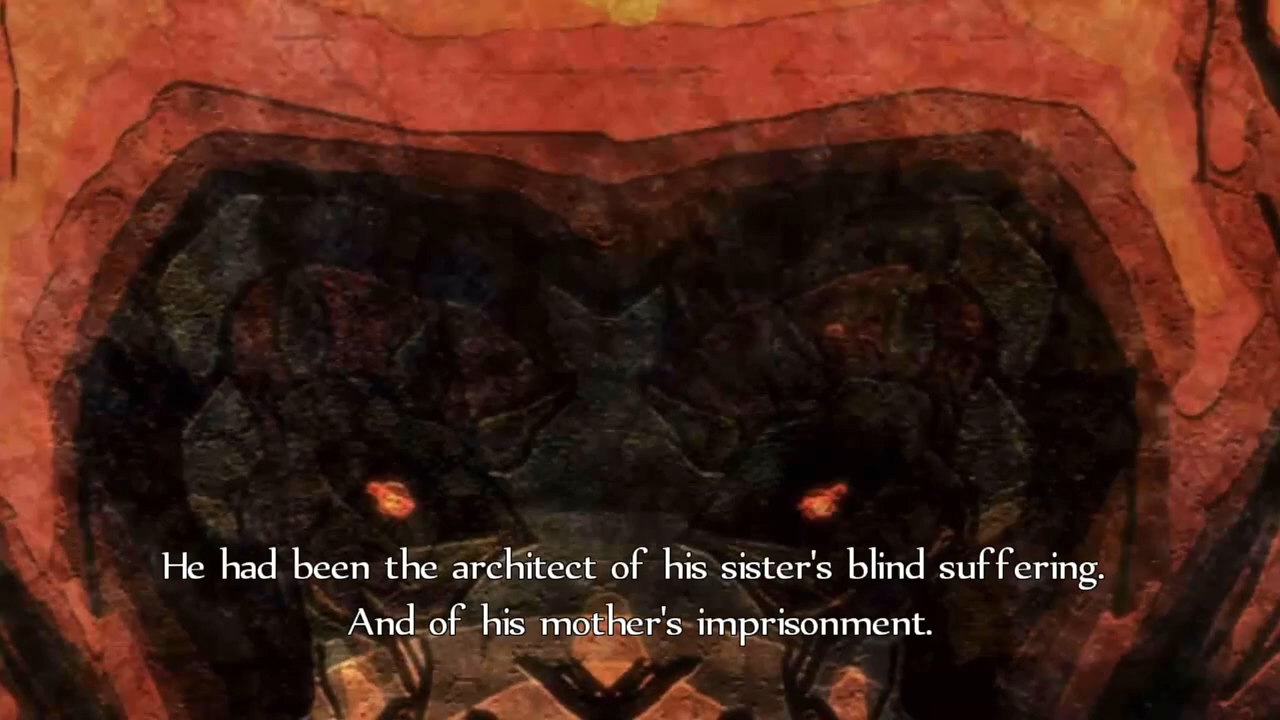 He had been the architect of his sister's blind suffering.
And of his mother's imprisonment.